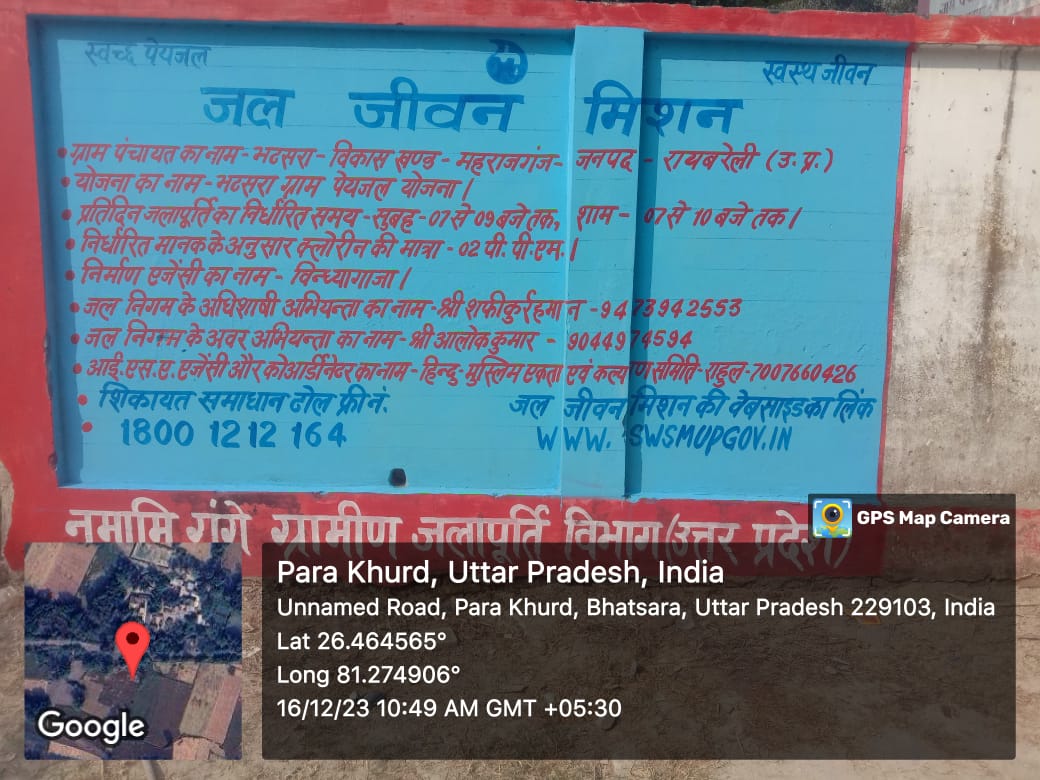 स्वच्छ पेयजल
स्वस्थ जीवन
जल जीवन मिशन
• ग्राम पंचायत का नाम - भटसरा - विकास खण्ड - महराजगंज - जनपद - रायबरेली (उ.प्र.)
• योजना का नाम - भटसरा ग्राम पेयजल योजना।
• प्रतिदिन जलापूर्ति का निर्धारित समय - सुबह - 07 से 09 बजे तक, शाम - 07 से 10 बजे तक।
• निर्धारित मानक के अनुसार क्लोरीन की मात्रा - 02 पी. पी. एम.।
• निर्माण एजेंसी का नाम - विन्ध्यागाजा।
• जल निगम के अधिशाषी अभियन्ता का नाम - श्री शफीकुर्रहमान - 9473942553
• जल निगम के अवर अभियन्ता का नाम - श्री आलोक कुमार - 9044974594
• आई.एस.ए. एजेंसी और कोआर्डीनेटर का नाम - हिन्दु-मुस्लिम एकता एवं कल्याण समिति - राहुल - 7007660426
• शिकायत समाधान टोल फ्री नं.
• 1800 1212 164
जल जीवन मिशन की वेबसाइड का लिंक
WWW. SWSMUPGOV.IN
नमामि गंगे ग्रामीण जलापूर्ति विभाग (उत्तर प्रदेश)
GPS Map Camera
Para Khurd, Uttar Pradesh, India
Unnamed Road, Para Khurd, Bhatsara, Uttar Pradesh 229103, India
Lat 26.464565°
Long 81.274906°
16/12/23 10:49 AM GMT +05:30
Google